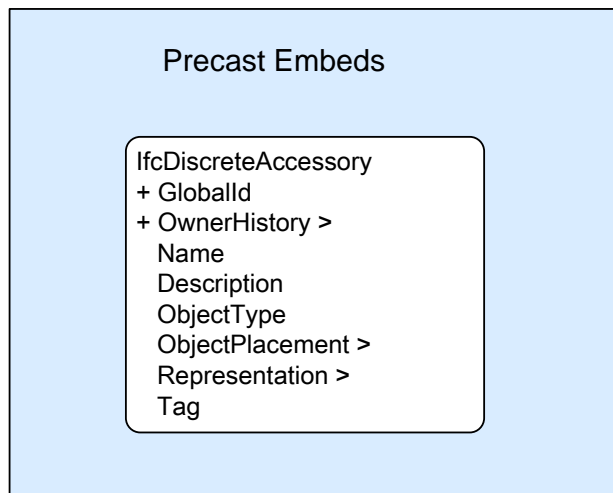 Precast Embeds
IfcDiscreteAccessory
+ GlobalId
+ OwnerHistory >
Name
Description
ObjectType
ObjectPlacement >
Representation >
Tag